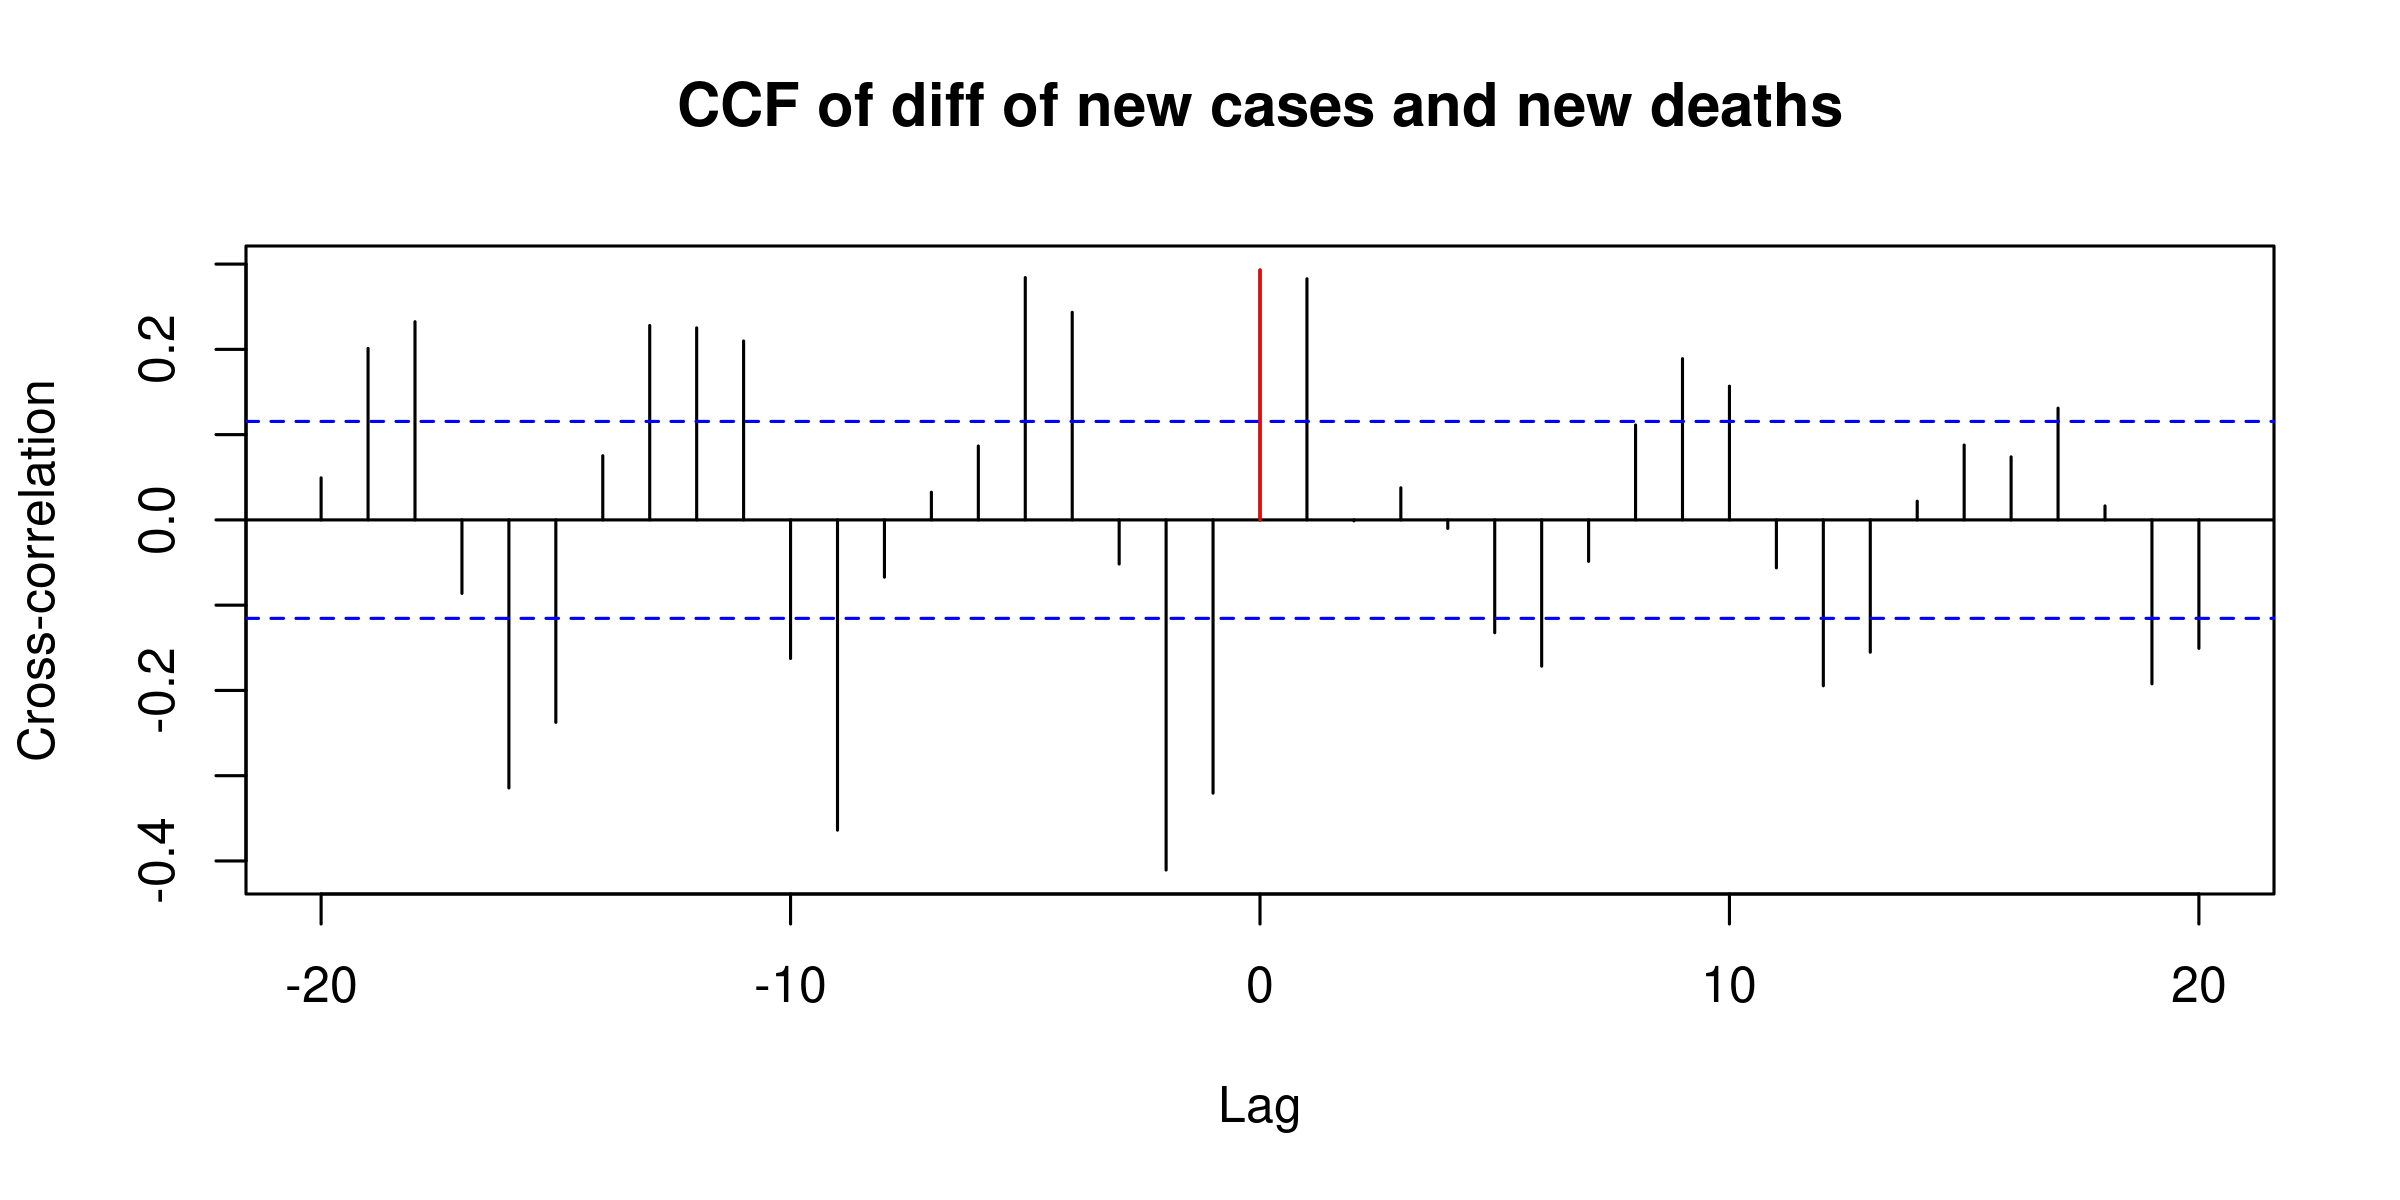 CCF of diff of new cases and new deaths
Cross-correlation
0.2
0.0
-0.2
-0.4
-20 -10 0 10 20
Lag